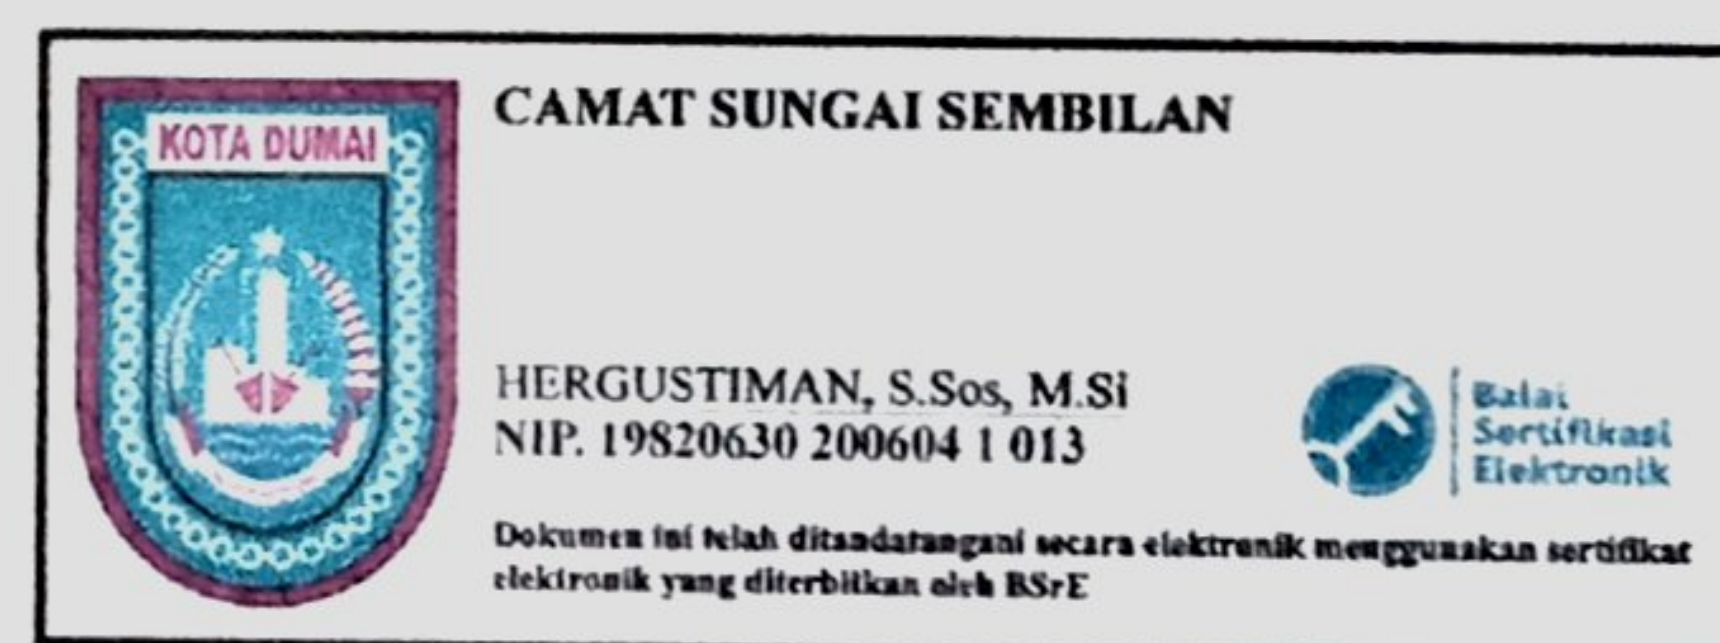 KOTA DUMAI
CAMAT SUNGAI SEMBILAN
HERGUSTIMAN, S.Sos, M.Si
NIP. 19820630 200604 1 013
Balai
Sertifikasi
Elektronik
Dokumen ini telah ditandatangani secara elektronik menggunakan sertifikat
elektronik yang diterbitkan oleh BSrE